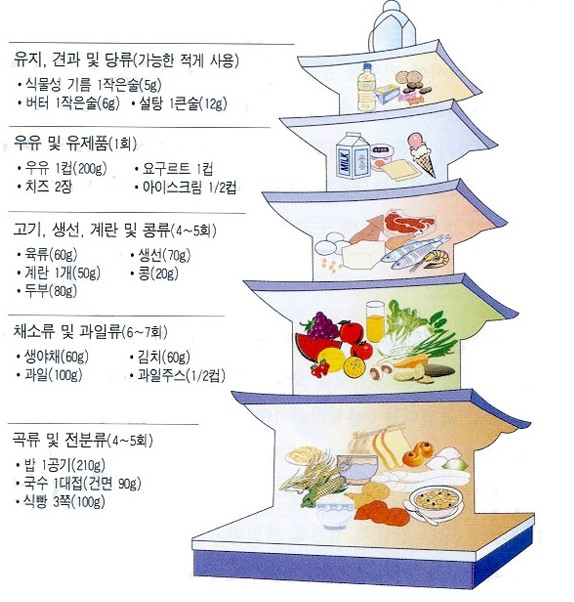 유지, 견과 및 당류(가능한 적게 사용)
• 식물성 기름 1작은술(5g)
• 버터 1작은술(6g) • 설탕 1큰술(12g)
우유 및 유제품(1회)
• 우유 1컵(200g) • 요구르트 1컵
• 치즈 2장 • 아이스크림 1/2컵
MILK
고기, 생선, 계란 및 콩류(4~5회)
• 육류(60g) • 생선(70g)
• 계란 1개(50g) • 콩(20g)
• 두부(80g)
채소류 및 과일류(6~7회)
• 생야채(60g) • 김치(60g)
• 과일(100g) • 과일주스(1/2컵)
곡류 및 전분류(4~5회)
• 밥 1공기(210g)
• 국수 1대접(건면 90g)
• 식빵 3쪽(100g)